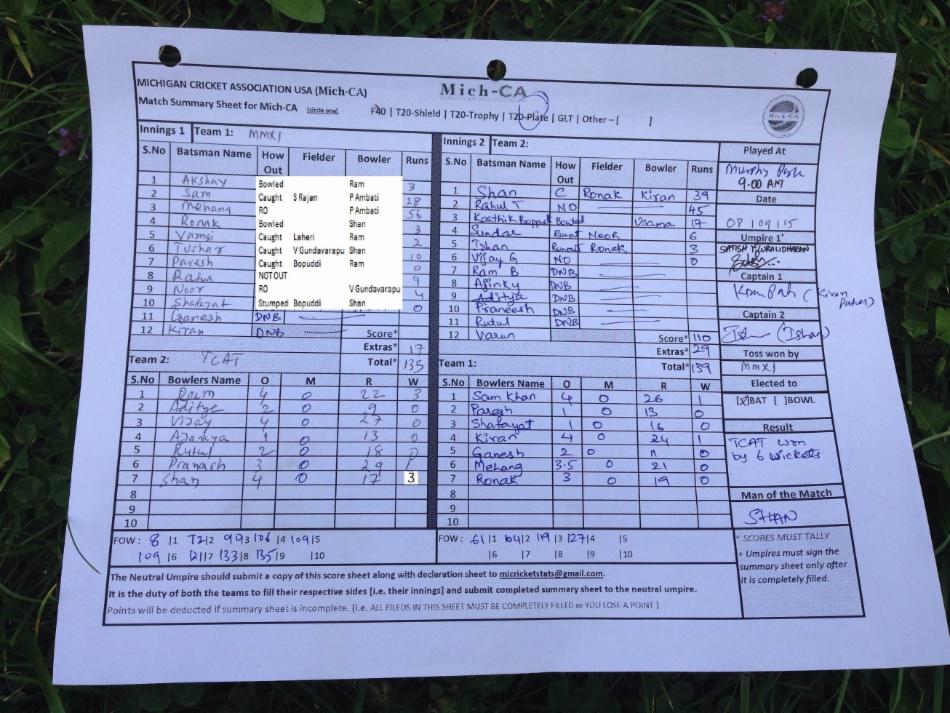 MICHIGAN CRICKET ASSOCIATION USA (Mich-CA)
Mich-CA
Match Summary Sheet for Mich-CA (circle one) F40 | T20-Shield | T20-Trophy | T20-Plate | GLT | Other – [ ]
Innings 1 Team 1: MMXI
S.No Batsman Name How Out Fielder Bowler Runs
1 Akshay Bowled Ram 3
2 Sam Caught S Rajan P Ambati 28
3 Mehang RO P Ambati 56
4 Ronak Bowled Shan 3
5 Vamsi Caught Laheri Ram 2
6 Tushar Caught V Gundavarapu Shan 10
7 Paresh Caught Bopuddi Ram 0
8 Rahu NOT OUT 9
9 Noor RO V Gundavarapu 4
10 Shafayat Stumped Bopuddi Shan 0
11 Ganesh DNB
12 Kiran DNB
Score*
Extras* 17
Total* 135
Team 2: TCAT
S.No Bowlers Name O M R W
1 Ram 4 0 22 3
2 Aditya 2 0 9 0
3 Vijay 4 0 27 0
4 Ajinkya 1 0 13 0
5 Rutul 2 0 18 0
6 Pranash 3 0 29 1
7 Shan 4 0 17 3
8
9
10
FOW: 8 |1 72|2 99|3 106 |4 109|5
109 |6 121|7 133|8 135|9 |10
Innings 2 Team 2:
S.No Batsman Name How Out Fielder Bowler Runs
1 Shan C Ronak Kiran 39
2 Rahul T NO 45
3 Kosthik Boppudi Bowled Usama 17
4 Sundar Runout Noor 6
5 Ishan Runout Ronak 3
6 Vijay G NO 0
7 Ram B DNB
8 Ajinky DNB
9 Aditya DNB
10 Praneesh DNB
11 Rutul DNB
12 Varun
Score* 110
Extras* 29
Total* 139
Team 1:
S.No Bowlers Name O M R W
1 Sam Khan 4 0 26 1
2 Paresh 1 0 13 0
3 Shafayat 1 0 16 0
4 Kiran 4 0 24 1
5 Ganesh 2 0 11 0
6 Mehang 3.5 0 21 0
7 Ronak 3 0 19 0
8
9
10
FOW: 61|1 104|2 119 |3 127|4 |5
|6 |7 |8 |9 |10
Played At
Murphy Park
9:00 AM
Date
08/09/15
Umpire 1*
Captain 1
(Kiran Patel)
Captain 2
(Ishan)
Toss won by
MMXI
Elected to
[X]BAT [ ]BOWL
Result
TCAT won
by 6 wickets
Man of the Match
SHAN
* SCORES MUST TALLY
+ Umpires must sign the
summary sheet only after
it is completely filled.
The Neutral Umpire should submit a copy of this score sheet along with declaration sheet to micricketstats@gmail.com.
It is the duty of both the teams to fill their respective sides [i.e. their innings] and submit completed summary sheet to the neutral umpire.
Points will be deducted if summary sheet is incomplete. [i.e. ALL FILEDS IN THIS SHEET MUST BE COMPLETELY FILLED or YOU LOSE A POINT]